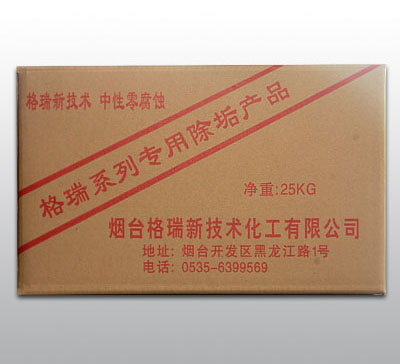 格瑞新技术 中性零腐蚀
格瑞系列专用除垢产品
净重:25KG
烟台格瑞新技术化工有限公司
地址: 烟台开发区黑龙江路1号
电话: 0535-6399569